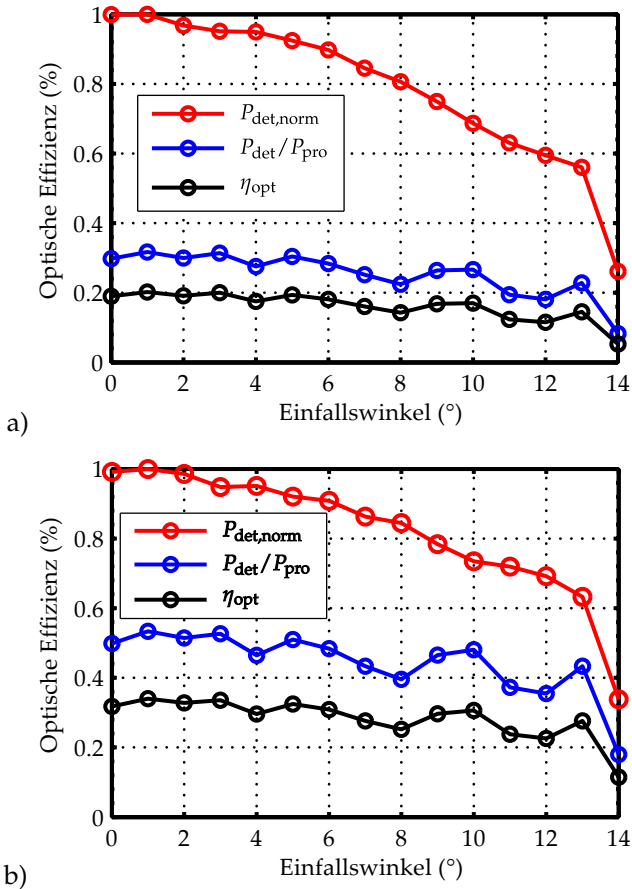 1
0.8
0.6
0.4
0.2
0
Optische Effizienz (%)
P_det,norm
P_det/P_pro
η_opt
0 2 4 6 8 10 12 14
Einfallswinkel (°)
a)
1
0.8
0.6
0.4
0.2
0
Optische Effizienz (%)
P_det,norm
P_det/P_pro
η_opt
0 2 4 6 8 10 12 14
Einfallswinkel (°)
b)